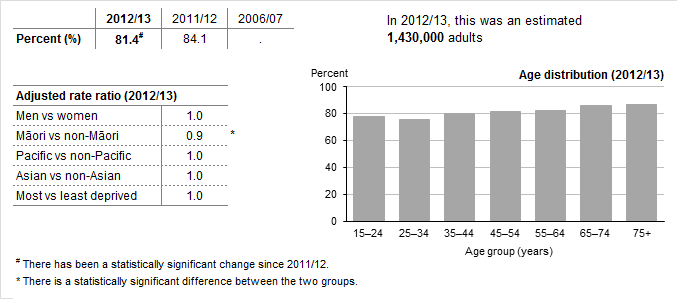 2012/13 2011/12 2006/07
Percent (%) 81.4# 84.1 .
In 2012/13, this was an estimated
1,430,000 adults
Adjusted rate ratio (2012/13)
Men vs women 1.0
Māori vs non-Māori 0.9 *
Pacific vs non-Pacific 1.0
Asian vs non-Asian 1.0
Most vs least deprived 1.0
Percent Age distribution (2012/13)
100
80
60
40
20
0
15–24 25–34 35–44 45–54 55–64 65–74 75+
Age group (years)
# There has been a statistically significant change since 2011/12.
* There is a statistically significant difference between the two groups.